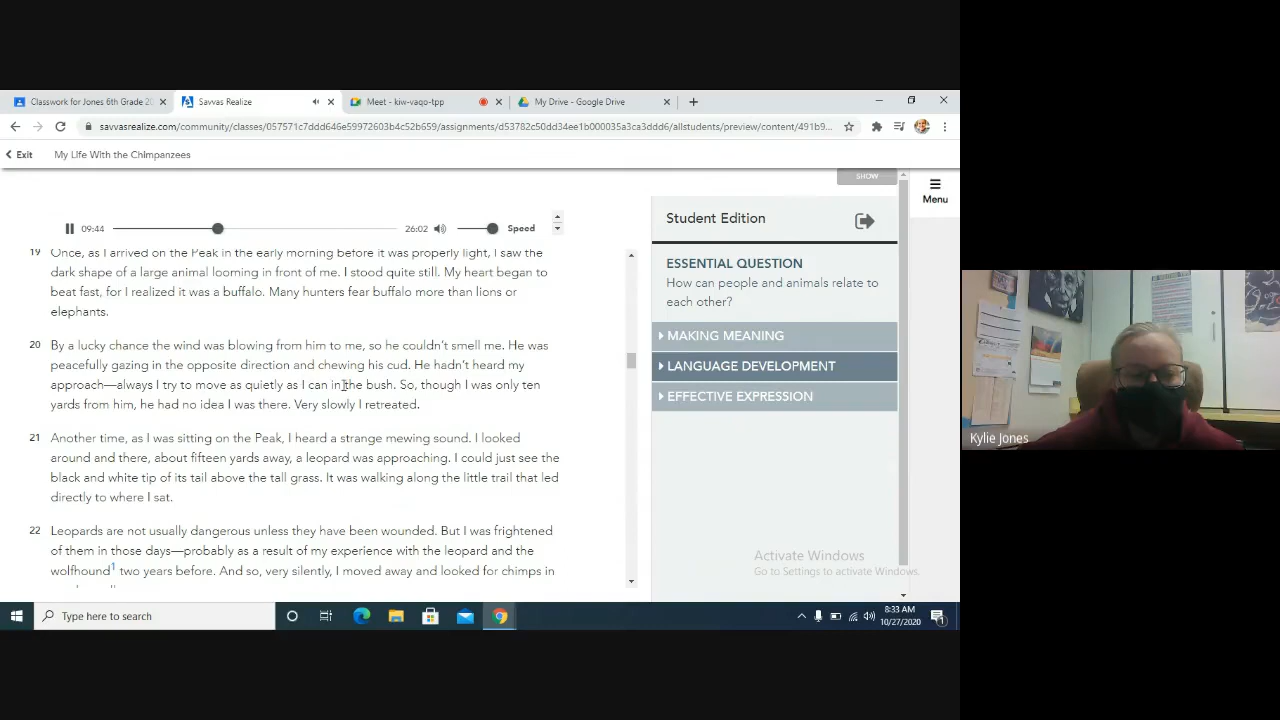 Classwork for Jones 6th Grade 20
Savvas Realize
Meet - kiw-vaqo-tpp
My Drive - Google Drive
savvasrealize.com/community/classes/057571c7ddd646e59972603b4c52b659/assignments/d53782c50dd34ee1b000035a3ca3ddd6/allstudents/preview/content/491b9...
Exit My Life With the Chimpanzees
SHOW
Menu
09:44 26:02 Speed
19 Once, as I arrived on the Peak in the early morning before it was properly light, I saw the
dark shape of a large animal looming in front of me. I stood quite still. My heart began to
beat fast, for I realized it was a buffalo. Many hunters fear buffalo more than lions or
elephants.
20 By a lucky chance the wind was blowing from him to me, so he couldn't smell me. He was
peacefully gazing in the opposite direction and chewing his cud. He hadn't heard my
approach—always I try to move as quietly as I can in the bush. So, though I was only ten
yards from him, he had no idea I was there. Very slowly I retreated.
21 Another time, as I was sitting on the Peak, I heard a strange mewing sound. I looked
around and there, about fifteen yards away, a leopard was approaching. I could just see the
black and white tip of its tail above the tall grass. It was walking along the little trail that led
directly to where I sat.
22 Leopards are not usually dangerous unless they have been wounded. But I was frightened
of them in those days—probably as a result of my experience with the leopard and the
wolfhound1 two years before. And so, very silently, I moved away and looked for chimps in
Student Edition
ESSENTIAL QUESTION
How can people and animals relate to
each other?
MAKING MEANING
LANGUAGE DEVELOPMENT
EFFECTIVE EXPRESSION
Activate Windows
Go to Settings to activate Windows.
Type here to search
8:33 AM
10/27/2020
1
Kylie Jones